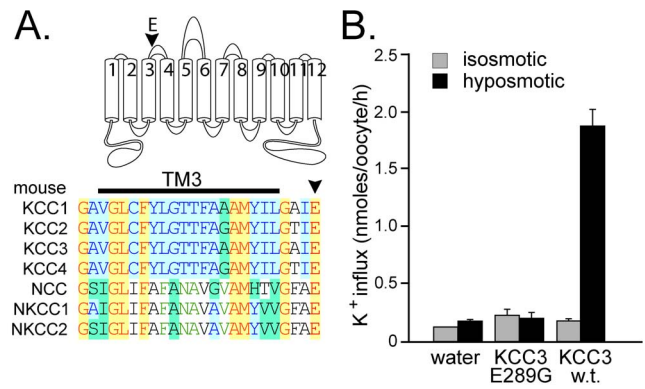 A.
E
1 2 3 4 5 6 7 8 9 10 11 12
TM3
mouse
KCC1 GAVGLCFYLGTTFAAAMYILGAIE
KCC2 GAVGLCFYLGTTFAGAMYILGTIE
KCC3 GAVGLCFYLGTTFAAAMYILGAIE
KCC4 GAVGLCFYLGTTFAGAMYILGTIE
NCC GSIGLIFAFANAVGVAMHTVGFAE
NKCC1 GAIGLIFAFANAVAVAMYVVGFAE
NKCC2 GSIGLIFAFANAVAVAMYVVGFAE
B.
isosmotic
hyposmotic
K+ influx (nmoles/oocyte/h)
2.5
2.0
1.5
1.0
0.5
0
water
KCC3 E289G
KCC3 w.t.